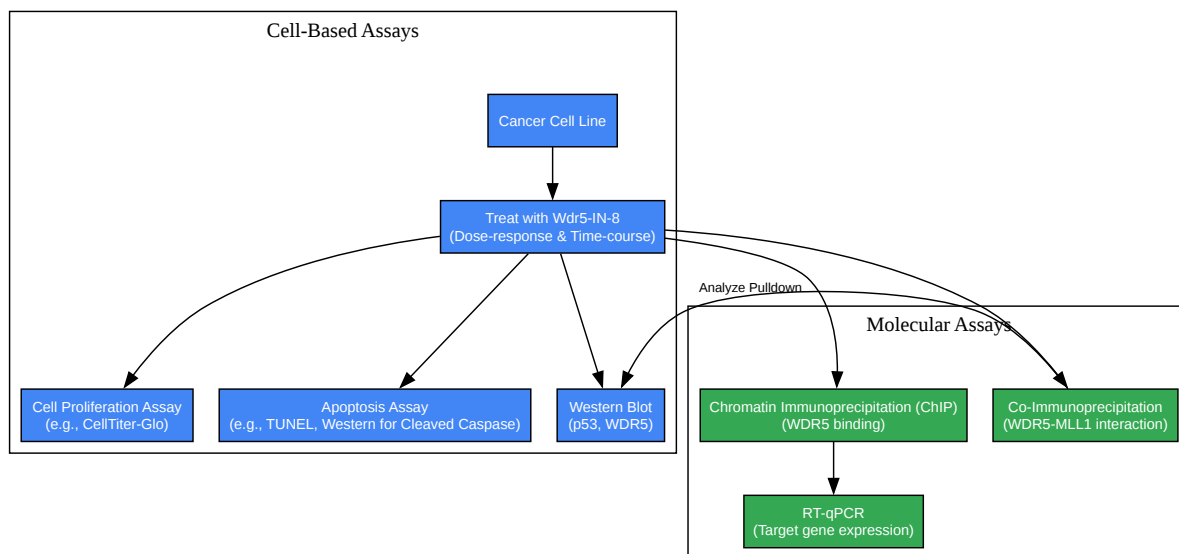 Cell-Based Assays
Cancer Cell Line
Treat with Wdr5-IN-8
(Dose-response & Time-course)
Analyze Pulldown
Molecular Assays
Cell Proliferation Assay
(e.g., CellTiter-Glo)
Apoptosis Assay
(e.g., TUNEL, Western for Cleaved Caspase)
Western Blot
(p53, WDR5)
Chromatin Immunoprecipitation (ChIP)
(WDR5 binding)
Co-Immunoprecipitation
(WDR5-MLL1 interaction)
RT-qPCR
(Target gene expression)